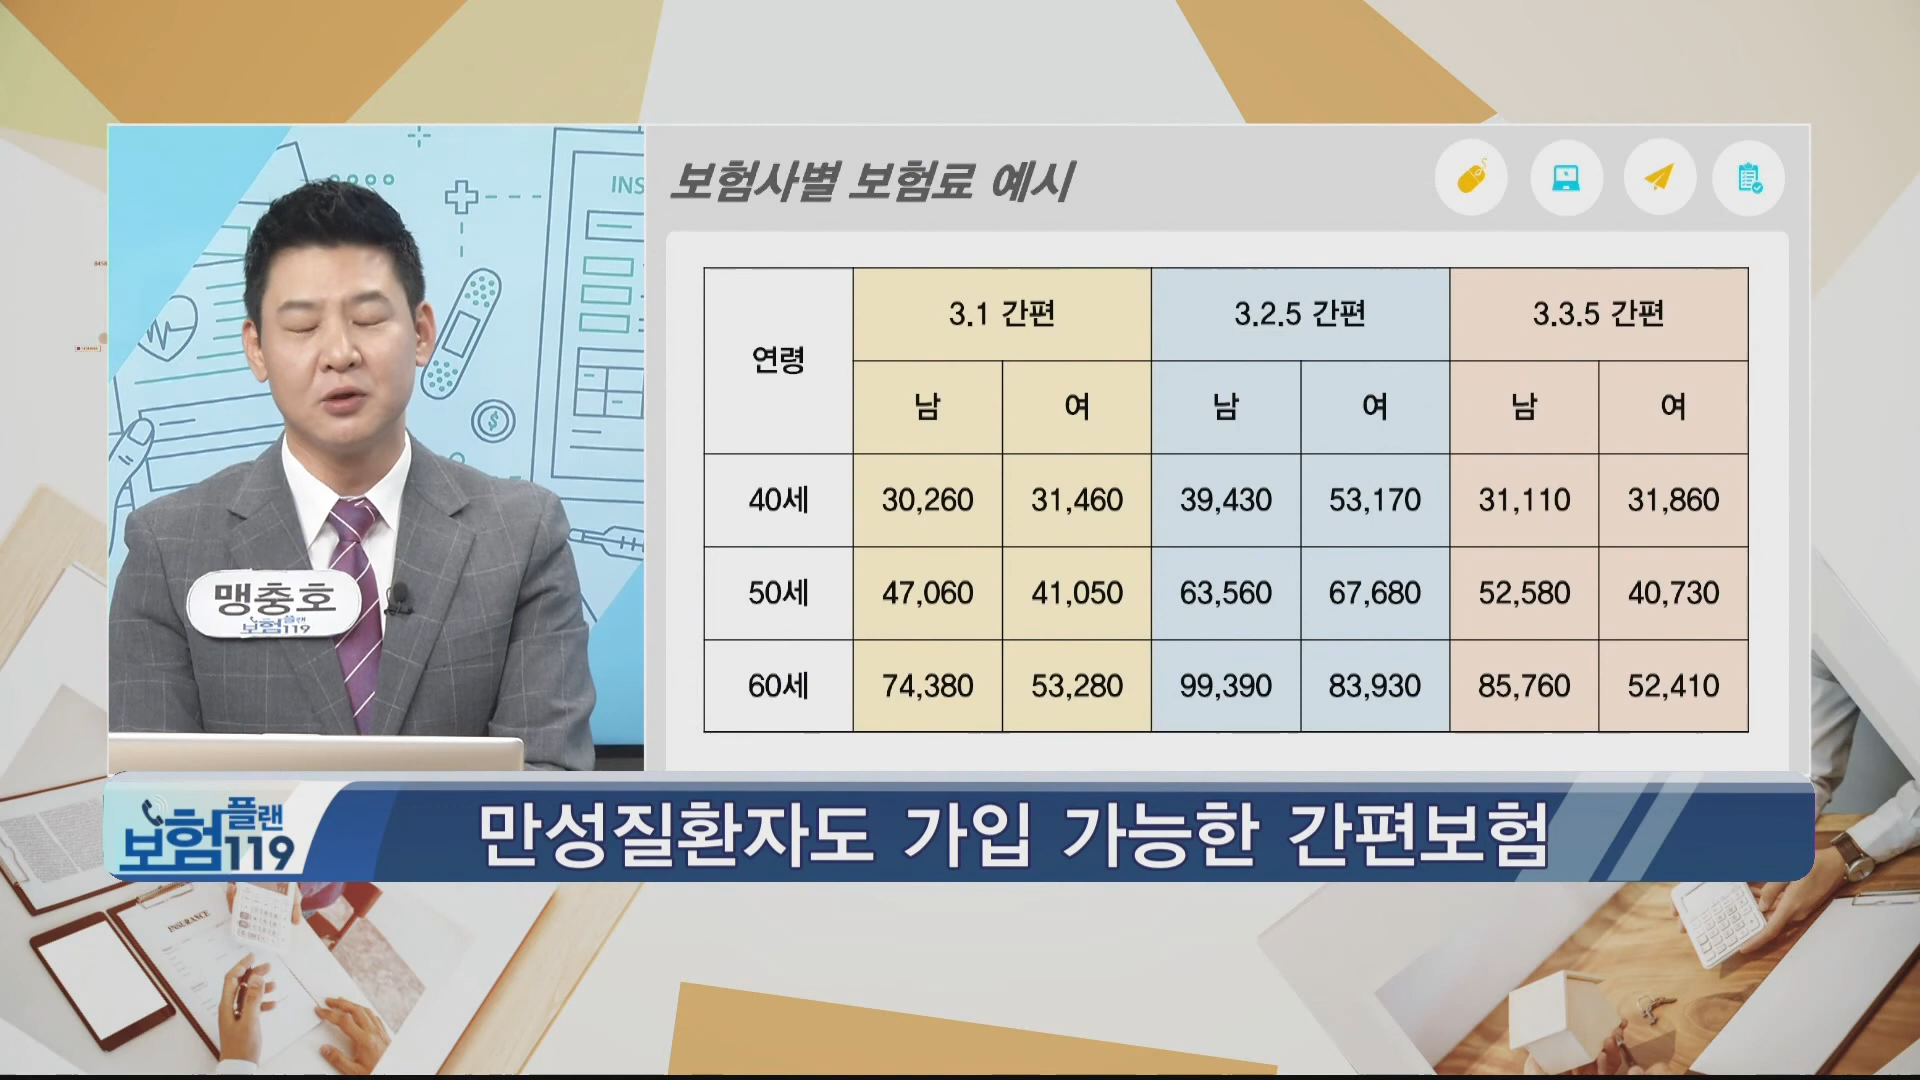 보험사별 보험료 예시
INS
연령 3.1 간편 3.2.5 간편 3.3.5 간편
남 여 남 여 남 여
40세 30,260 31,460 39,430 53,170 31,110 31,860
50세 47,060 41,050 63,560 67,680 52,580 40,730
60세 74,380 53,280 99,390 83,930 85,760 52,410
맹충호
보험플랜119
보험플랜119
만성질환자도 가입 가능한 간편보험
INSURANCE